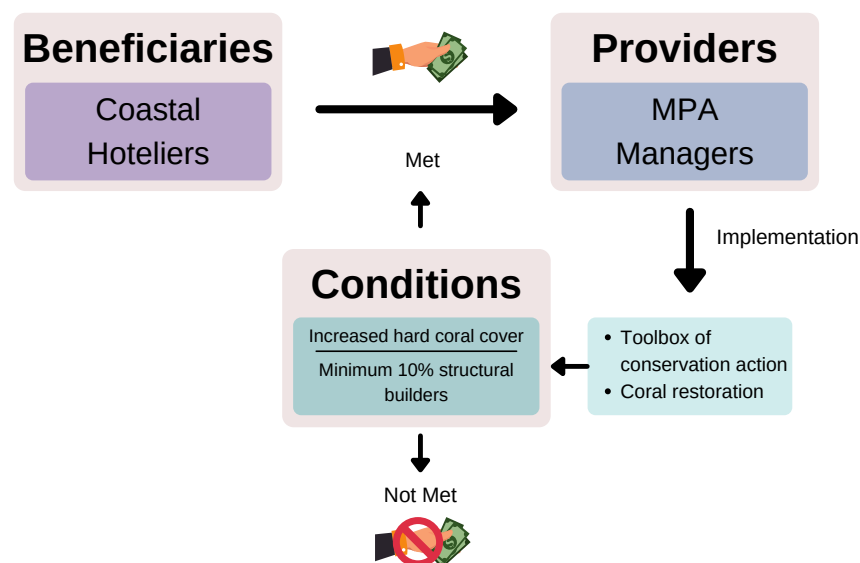 Beneficiaries
Coastal
Hoteliers
Providers
MPA
Managers
Met
Implementation
Conditions
Increased hard coral cover
Minimum 10% structural
builders
• Toolbox of
conservation action
• Coral restoration
Not Met